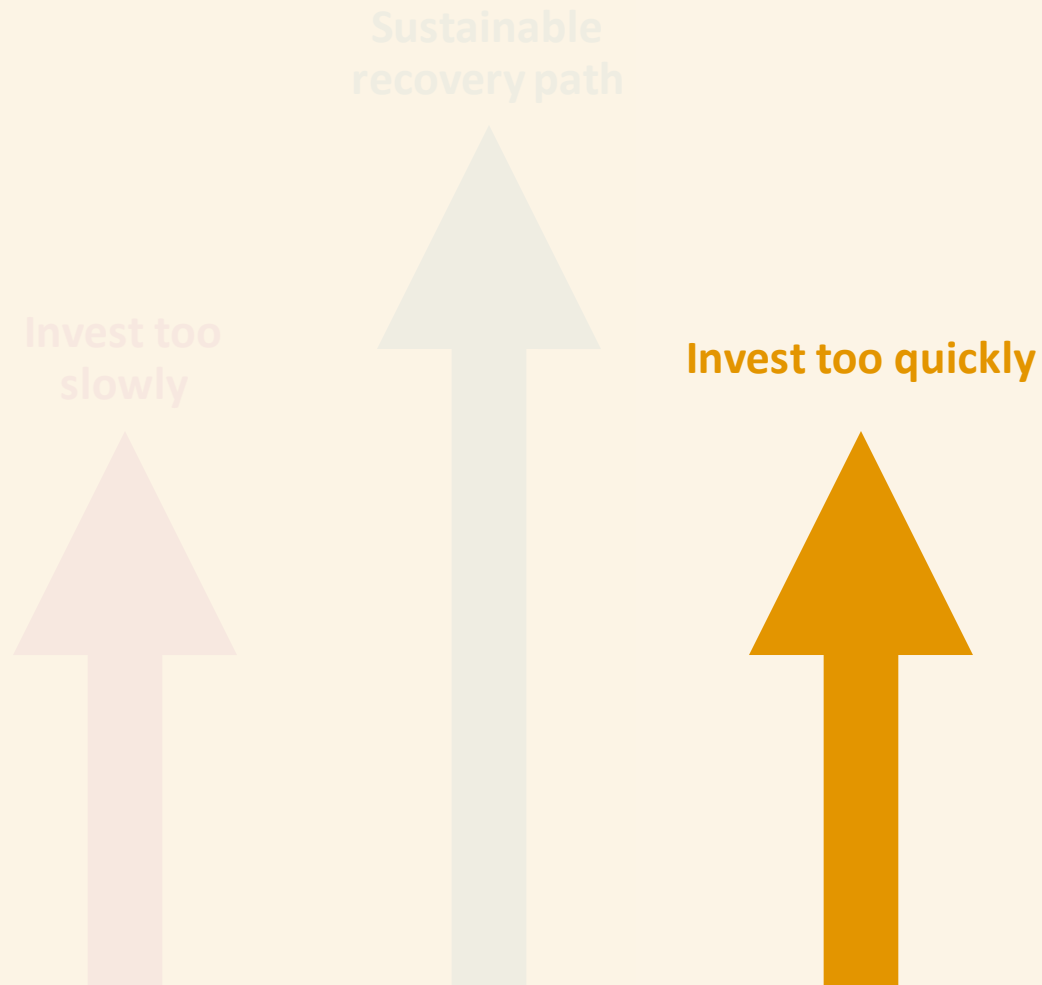 Sustainable
recovery path
Invest too
slowly
Invest too quickly